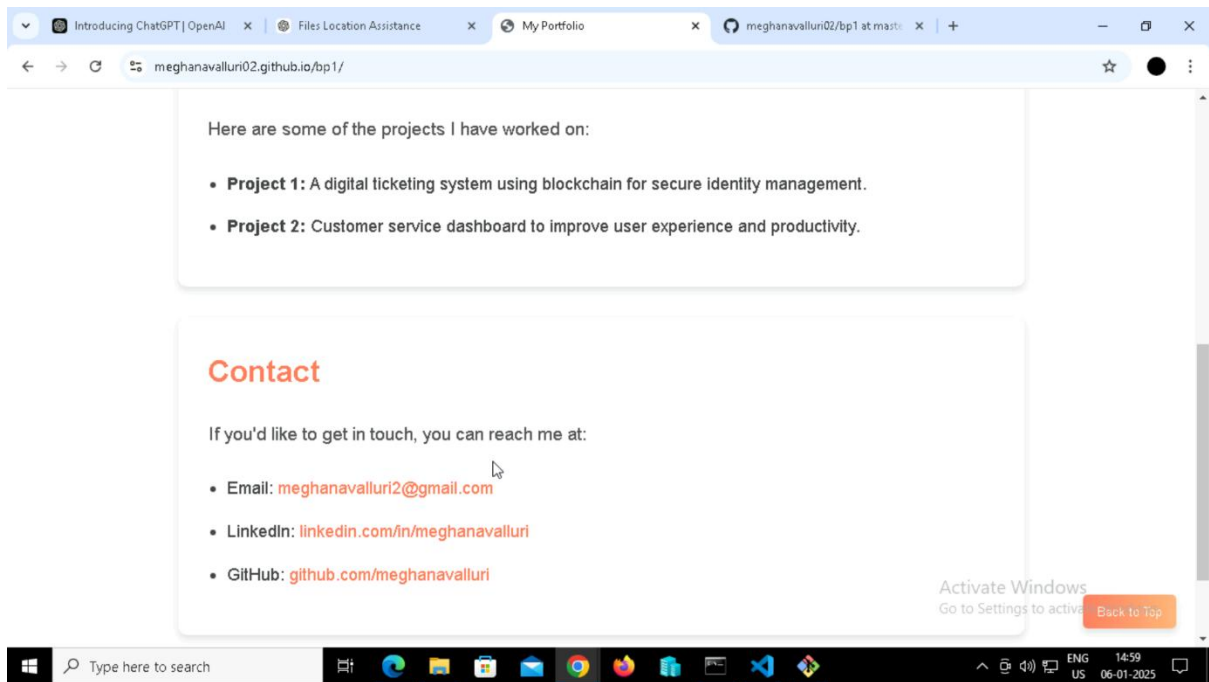 Introducing ChatGPT | OpenAI
Files Location Assistance
My Portfolio
meghanavalluri02/bp1 at maste
meghanavalluri02.github.io/bp1/
Here are some of the projects I have worked on:
Project 1: A digital ticketing system using blockchain for secure identity management.
Project 2: Customer service dashboard to improve user experience and productivity.
Contact
If you'd like to get in touch, you can reach me at:
Email: meghanavalluri2@gmail.com
LinkedIn: linkedin.com/in/meghanavalluri
GitHub: github.com/meghanavalluri
Activate Windows
Go to Settings to activa
Back to Top
Type here to search
ENG
US
14:59
06-01-2025